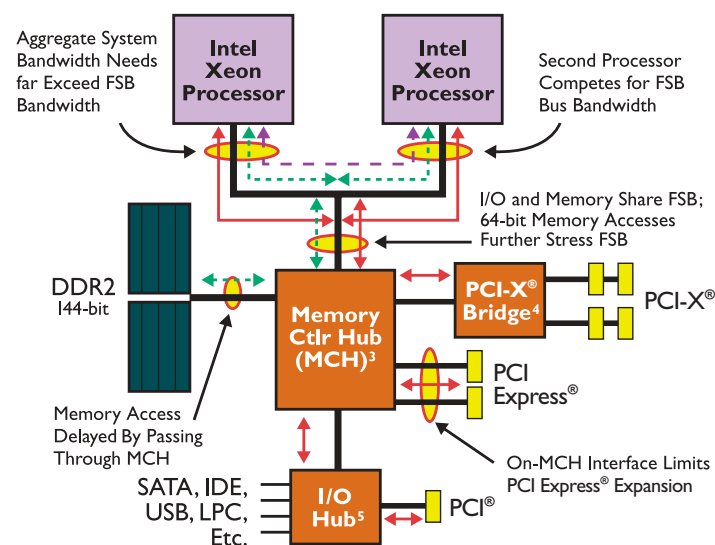 Aggregate System
Bandwidth Needs
far Exceed FSB
Bandwidth
Intel
Xeon
Processor
Intel
Xeon
Processor
Second Processor
Competes for FSB
Bus Bandwidth
I/O and Memory Share FSB;
64-bit Memory Accesses
Further Stress FSB
DDR2
144-bit
Memory
Ctlr Hub
(MCH)³
PCI-X®
Bridge⁴
PCI-X®
PCI
Express®
Memory Access
Delayed By Passing
Through MCH
On-MCH Interface Limits
PCI Express® Expansion
SATA, IDE,
USB, LPC,
Etc.
I/O
Hub⁵
PCI®